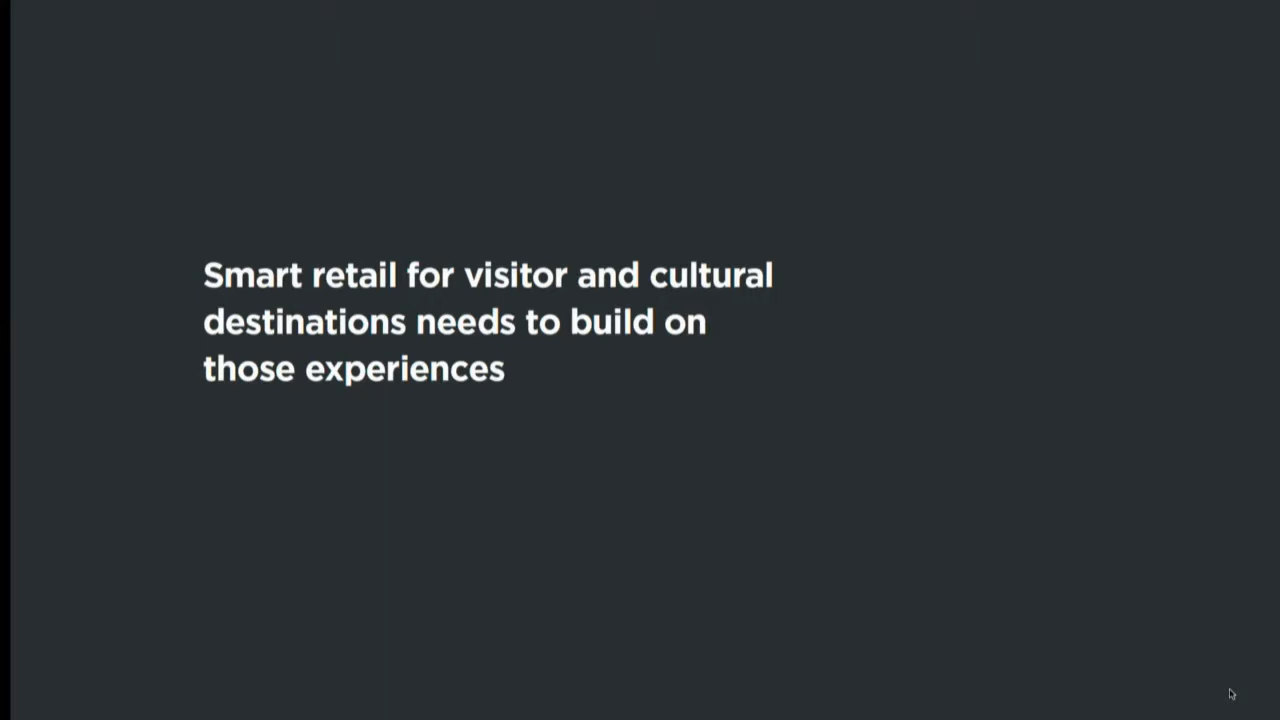 Smart retail for visitor and cultural
destinations needs to build on
those experiences